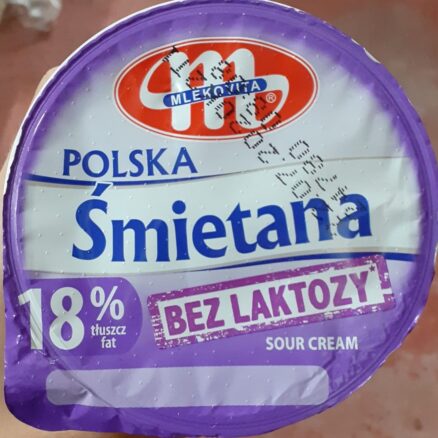 MLEKOVITA
®
POLSKA
Śmietana
18%
tłuszcz
fat
BEZ LAKTOZY*
SOUR CREAM